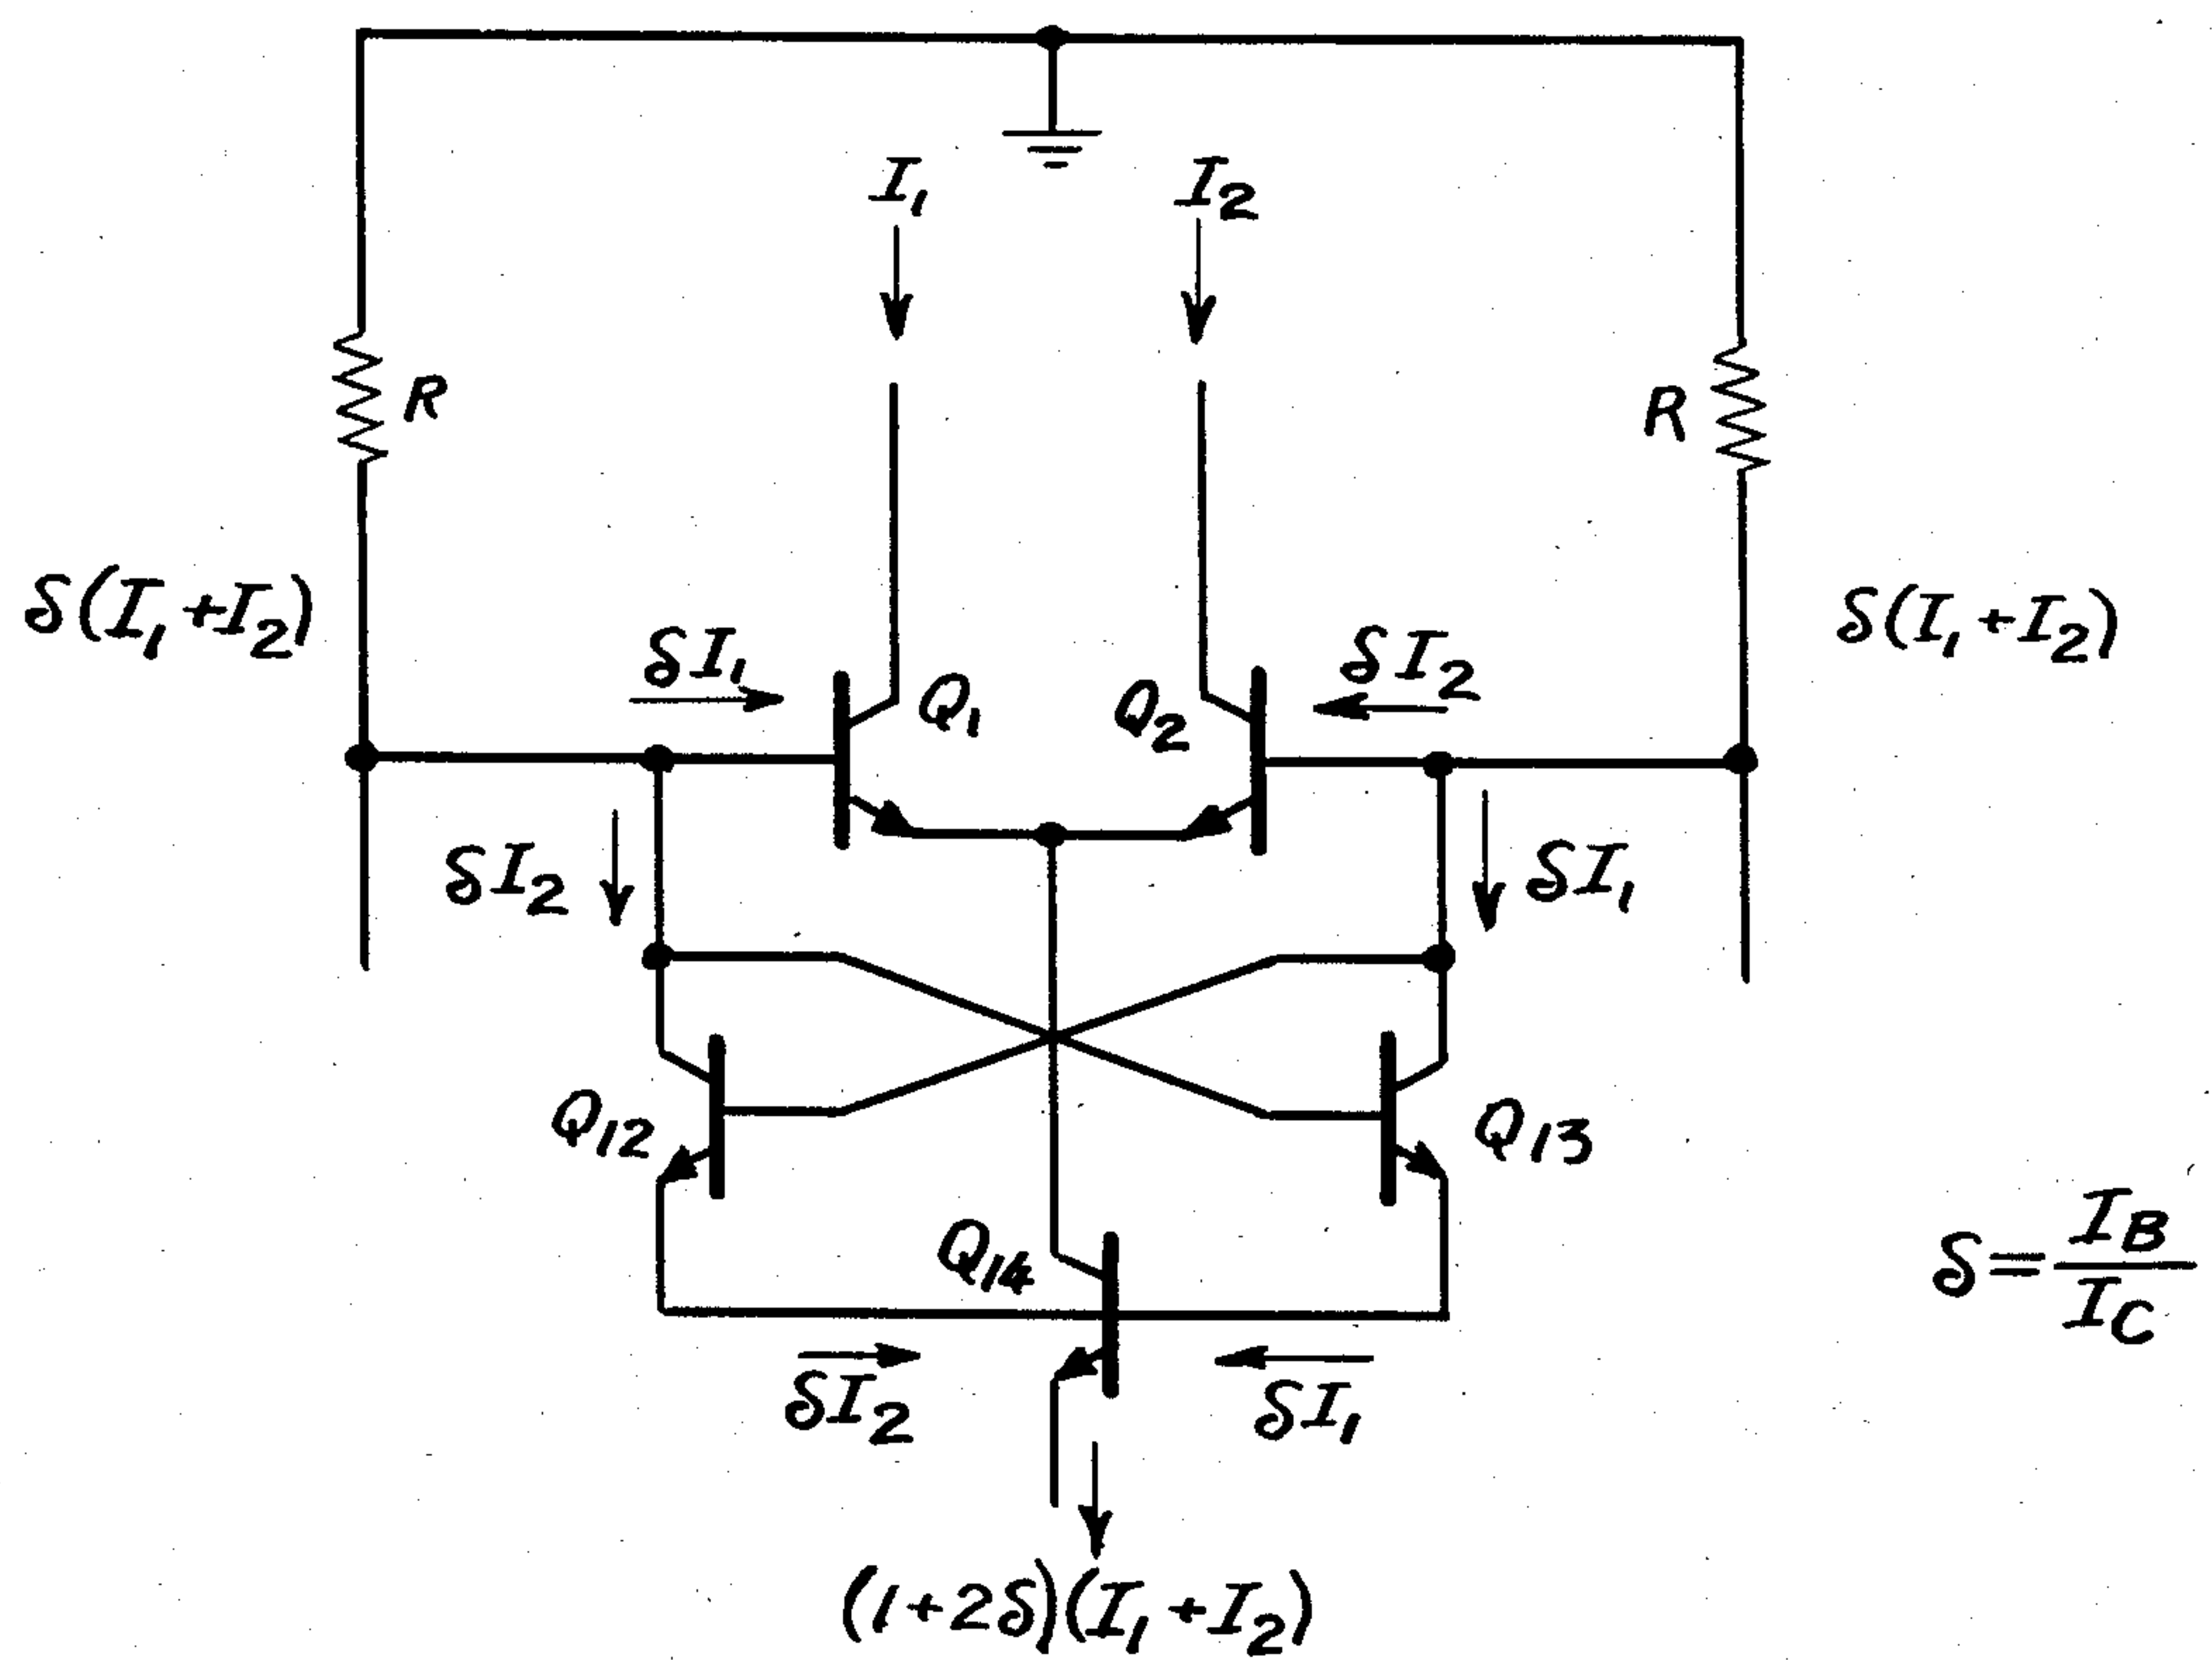 I₁
I₂
R
R
δ(I₁+I₂)
δ(I₁+I₂)
δI₁
δI₂
Q₁
Q₂
δI₂
δI₁
Q₁₂
Q₁₃
Q₁₄
δ=I_B/I_C
δI₂
δI₁
(1+2δ)(I₁+I₂)